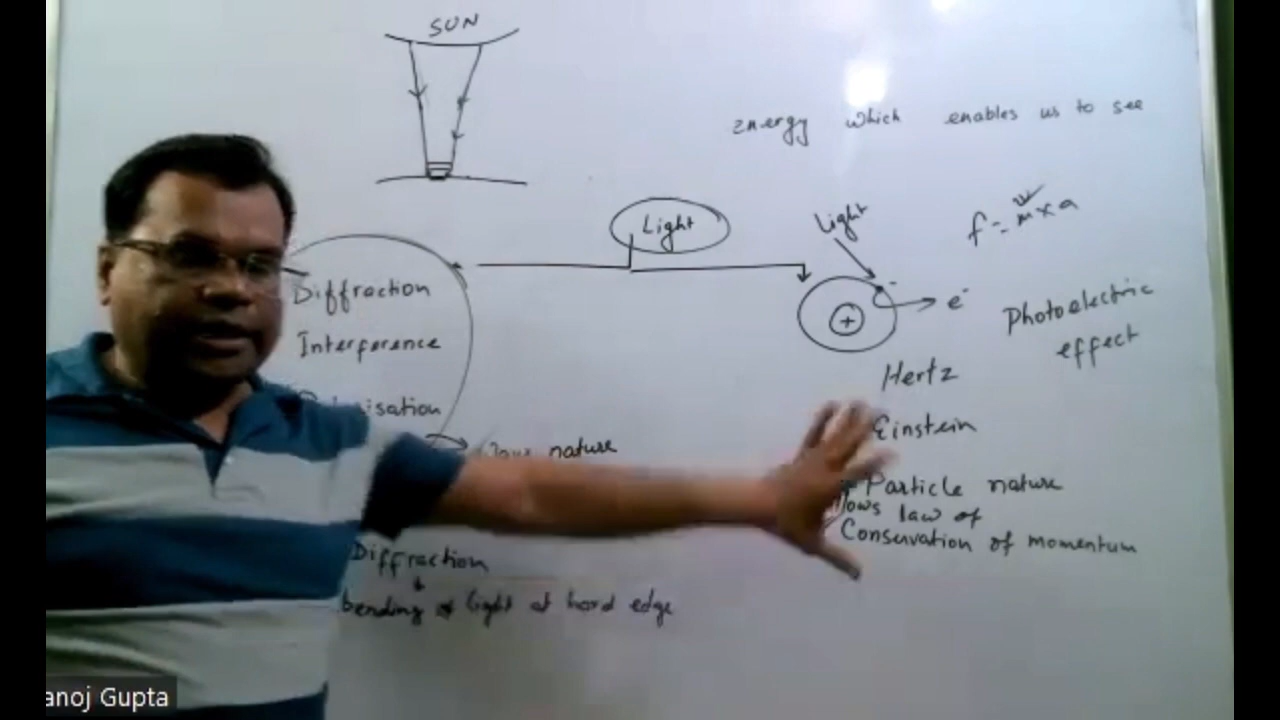 SUN
Energy which enables us to see
Light
Light
f = m x a
-
e-
+
Diffraction
Interference
Photoelectric
effect
Hertz
Einstein
nature
Particle nature
law of
Conservation of momentum
Diffraction
bending of light at hard edge
anoj Gupta